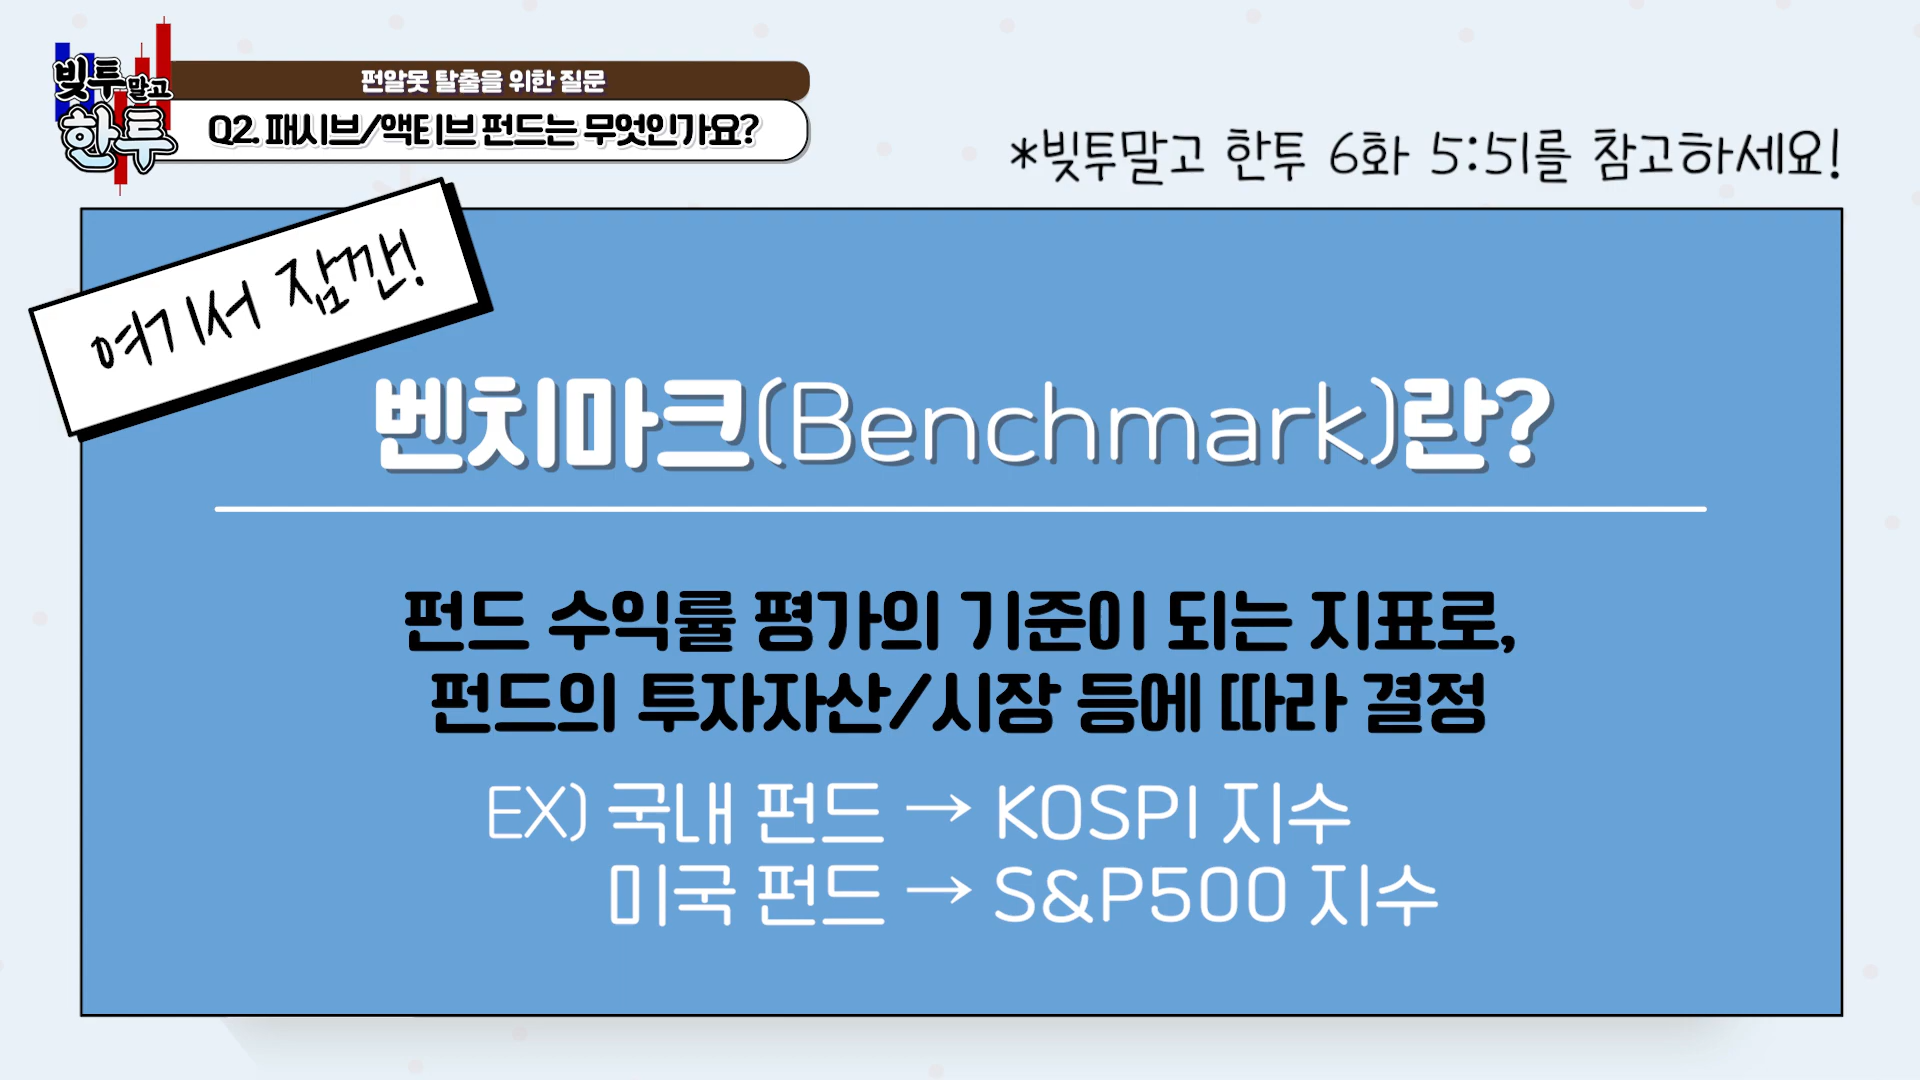 빚투말고
한투
펀알못 탈출을 위한 질문
Q2. 패시브/액티브 펀드는 무엇인가요?
*빚투말고 한투 6화 5:51를 참고하세요!
여기서 잠깐!
벤치마크(Benchmark)란?
펀드 수익률 평가의 기준이 되는 지표로,
펀드의 투자자산/시장 등에 따라 결정
EX) 국내 펀드 → KOSPI 지수
미국 펀드 → S&P500 지수